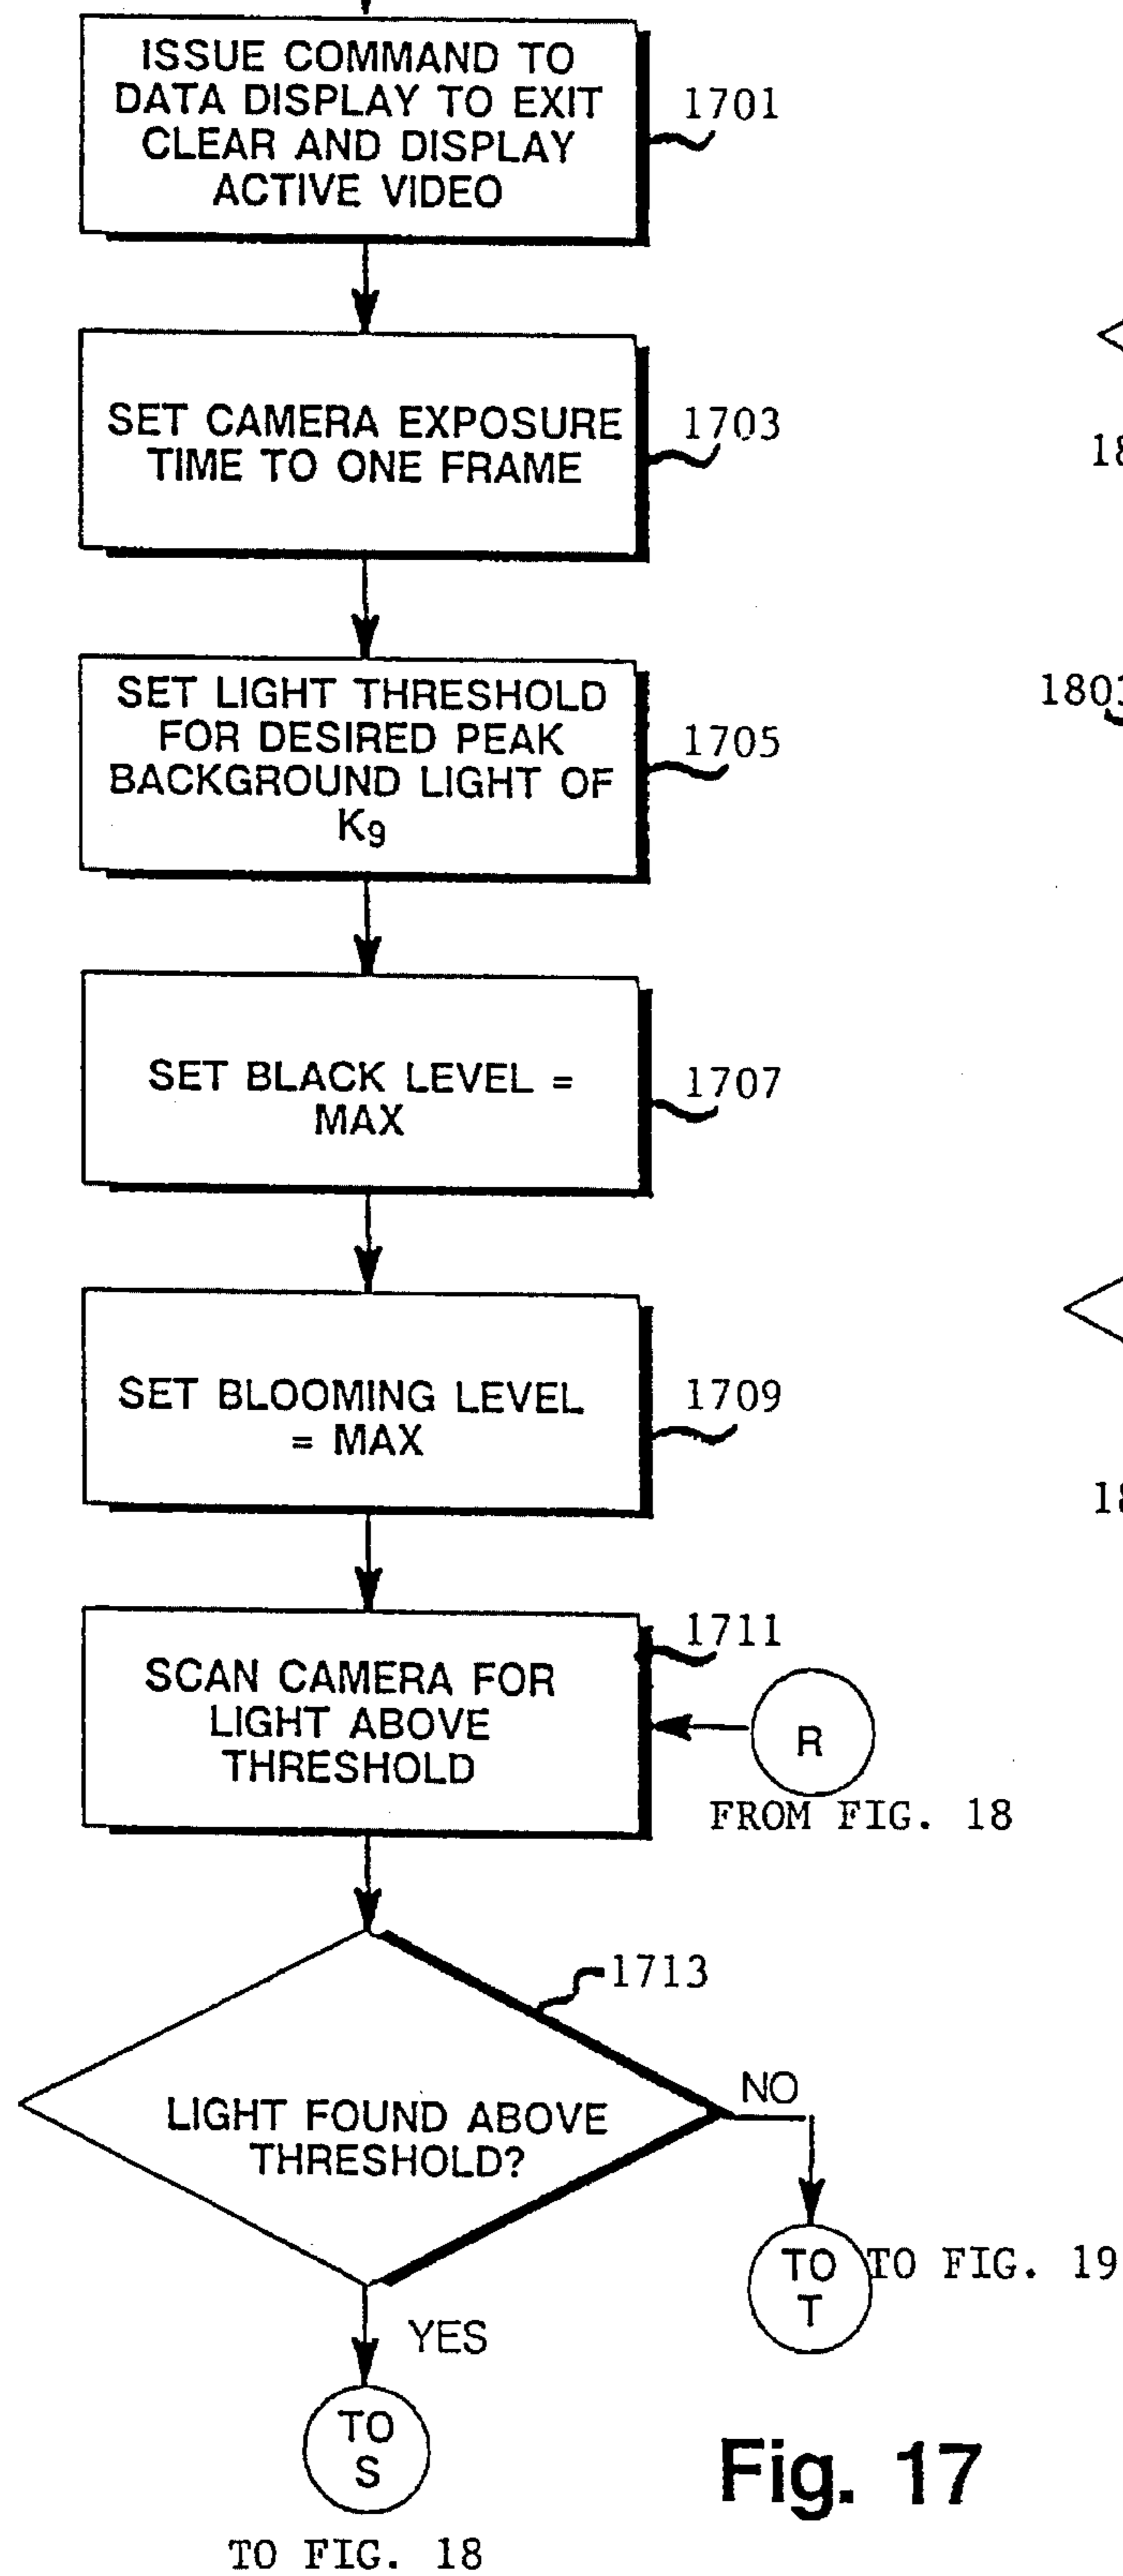 ISSUE COMMAND TO
DATA DISPLAY TO EXIT
CLEAR AND DISPLAY
ACTIVE VIDEO
1701
SET CAMERA EXPOSURE
TIME TO ONE FRAME
1703
SET LIGHT THRESHOLD
FOR DESIRED PEAK
BACKGROUND LIGHT OF
K9
1705
1803
SET BLACK LEVEL =
MAX
1707
SET BLOOMING LEVEL
= MAX
1709
SCAN CAMERA FOR
LIGHT ABOVE
THRESHOLD
1711
R
FROM FIG. 18
1713
LIGHT FOUND ABOVE
THRESHOLD?
NO
TO
T
TO FIG. 19
YES
TO
S
TO FIG. 18
Fig. 17